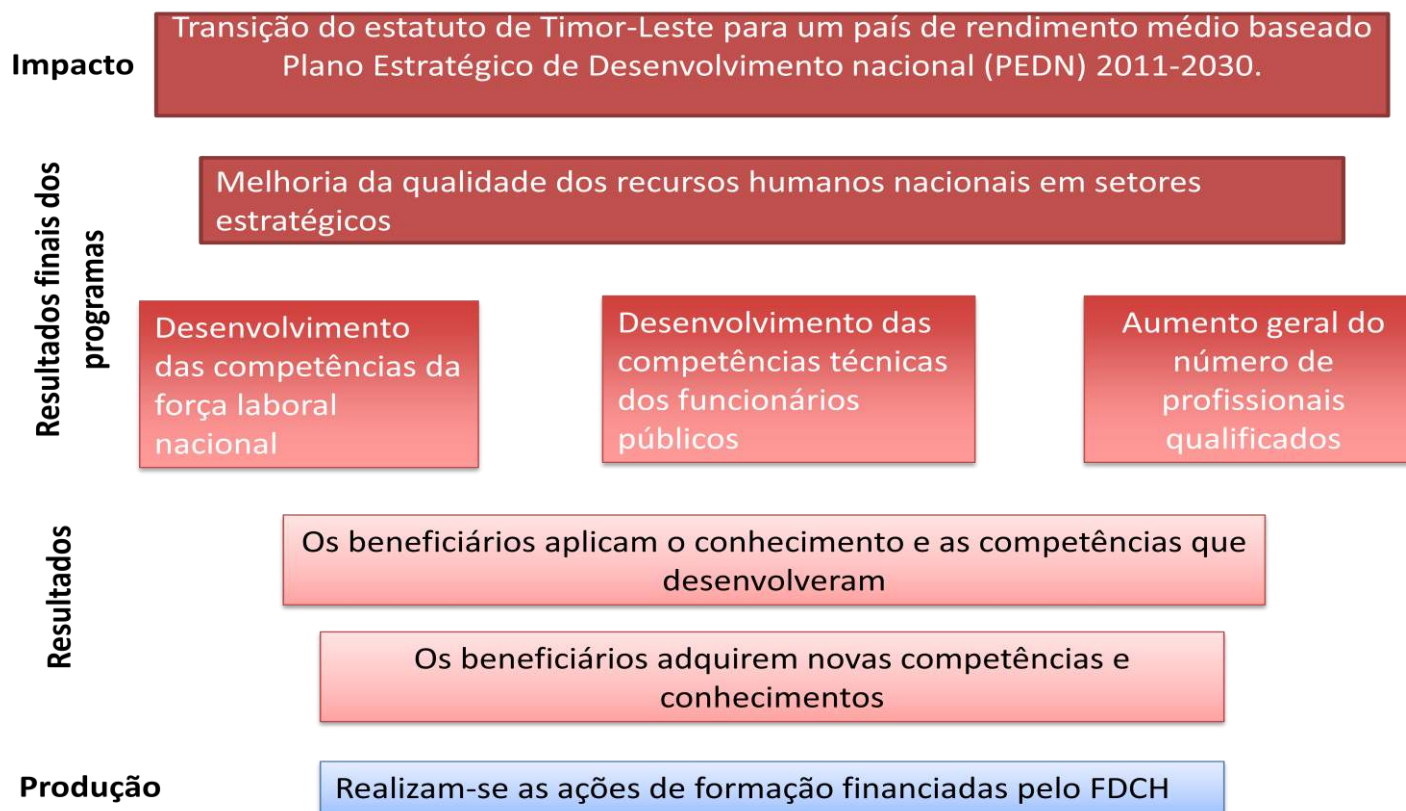 Impacto
Transição do estatuto de Timor-Leste para um país de rendimento médio baseado
Plano Estratégico de Desenvolvimento nacional (PEDN) 2011-2030.
Resultados finais dos
programas
Melhoria da qualidade dos recursos humanos nacionais em setores
estratégicos
Desenvolvimento
das competências da
força laboral
nacional
Desenvolvimento das
competências técnicas
dos funcionários
públicos
Aumento geral do
número de
profissionais
qualificados
Resultados
Os beneficiários aplicam o conhecimento e as competências que
desenvolveram
Os beneficiários adquirem novas competências e
conhecimentos
Produção
Realizam-se as ações de formação financiadas pelo FDCH